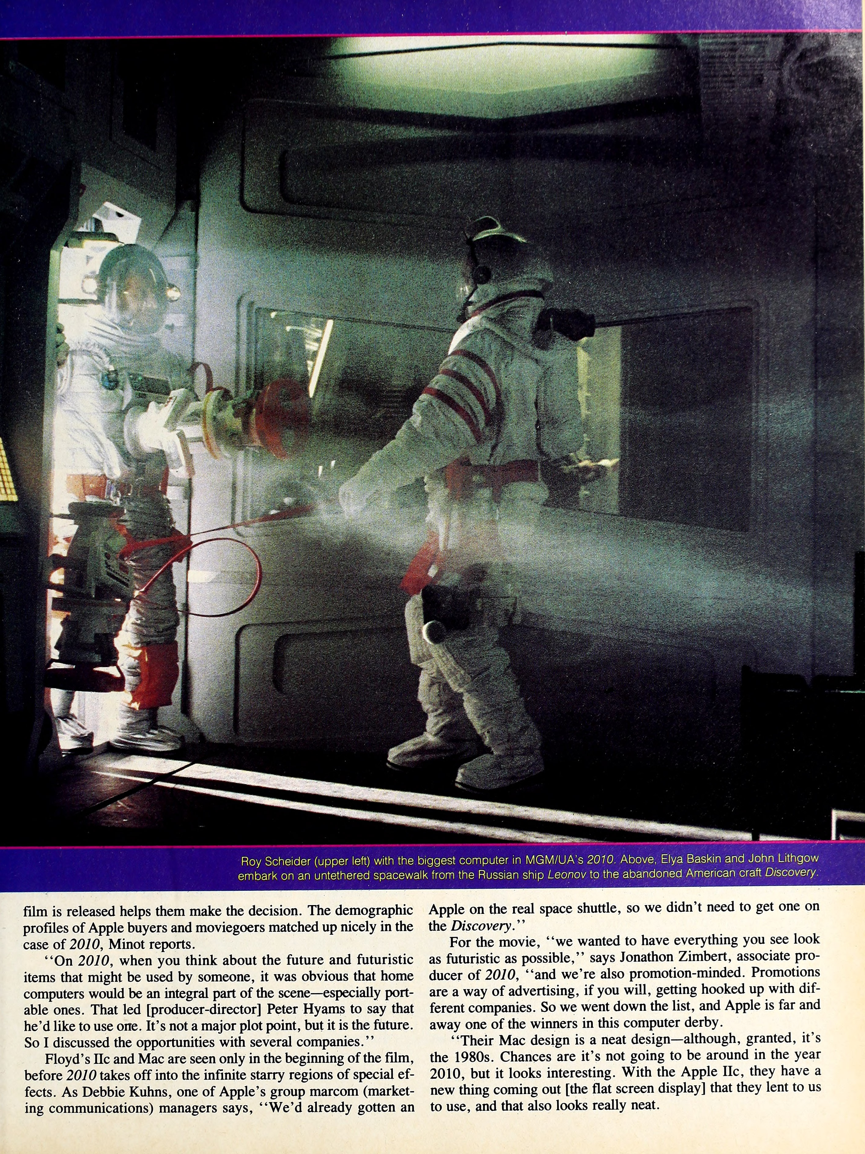 Roy Scheider (upper left) with the biggest computer in MGM/UA's 2010. Above, Elya Baskin and John Lithgow
embark on an untethered spacewalk from the Russian ship Leonov to the abandoned American craft Discovery.
film is released helps them make the decision. The demographic
profiles of Apple buyers and moviegoers matched up nicely in the
case of 2010, Minot reports.
‘‘On 2010, when you think about the future and futuristic
items that might be used by someone, it was obvious that home
computers would be an integral part of the scene—especially port-
able ones. That led [producer-director] Peter Hyams to say that
he'd like to use one. It's not a major plot point, but it is the future.
So I discussed the opportunities with several companies.’’
Floyd's IIc and Mac are seen only in the beginning of the film,
before 2010 takes off into the infinite starry regions of special ef-
fects. As Debbie Kuhns, one of Apple's group marcom (market-
ing communications) managers says, ‘‘We'd already gotten an
Apple on the real space shuttle, so we didn't need to get one on
the Discovery.’’
For the movie, ‘‘we wanted to have everything you see look
as futuristic as possible,’’ says Jonathon Zimbert, associate pro-
ducer of 2010, ‘‘and we're also promotion-minded. Promotions
are a way of advertising, if you will, getting hooked up with dif-
ferent companies. So we went down the list, and Apple is far and
away one of the winners in this computer derby.
‘‘Their Mac design is a neat design—although, granted, it's
the 1980s. Chances are it's not going to be around in the year
2010, but it looks interesting. With the Apple IIc, they have a
new thing coming out [the flat screen display] that they lent to us
to use, and that also looks really neat.